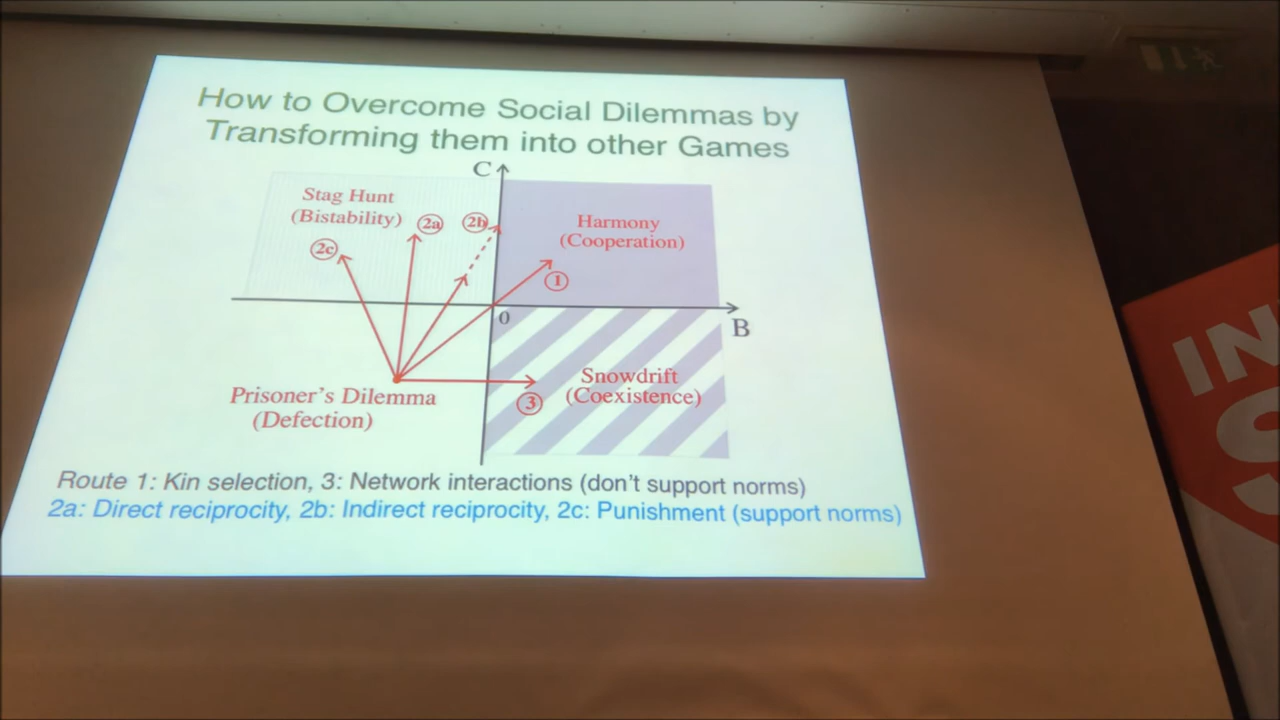 How to Overcome Social Dilemmas by
Transforming them into other Games
C
Stag Hunt
(Bistability)
2a
2b
2c
Harmony
(Cooperation)
1
0
B
Prisoner's Dilemma
(Defection)
3
Snowdrift
(Coexistence)
Route 1: Kin selection, 3: Network interactions (don't support norms)
2a: Direct reciprocity, 2b: Indirect reciprocity, 2c: Punishment (support norms)
IN
S